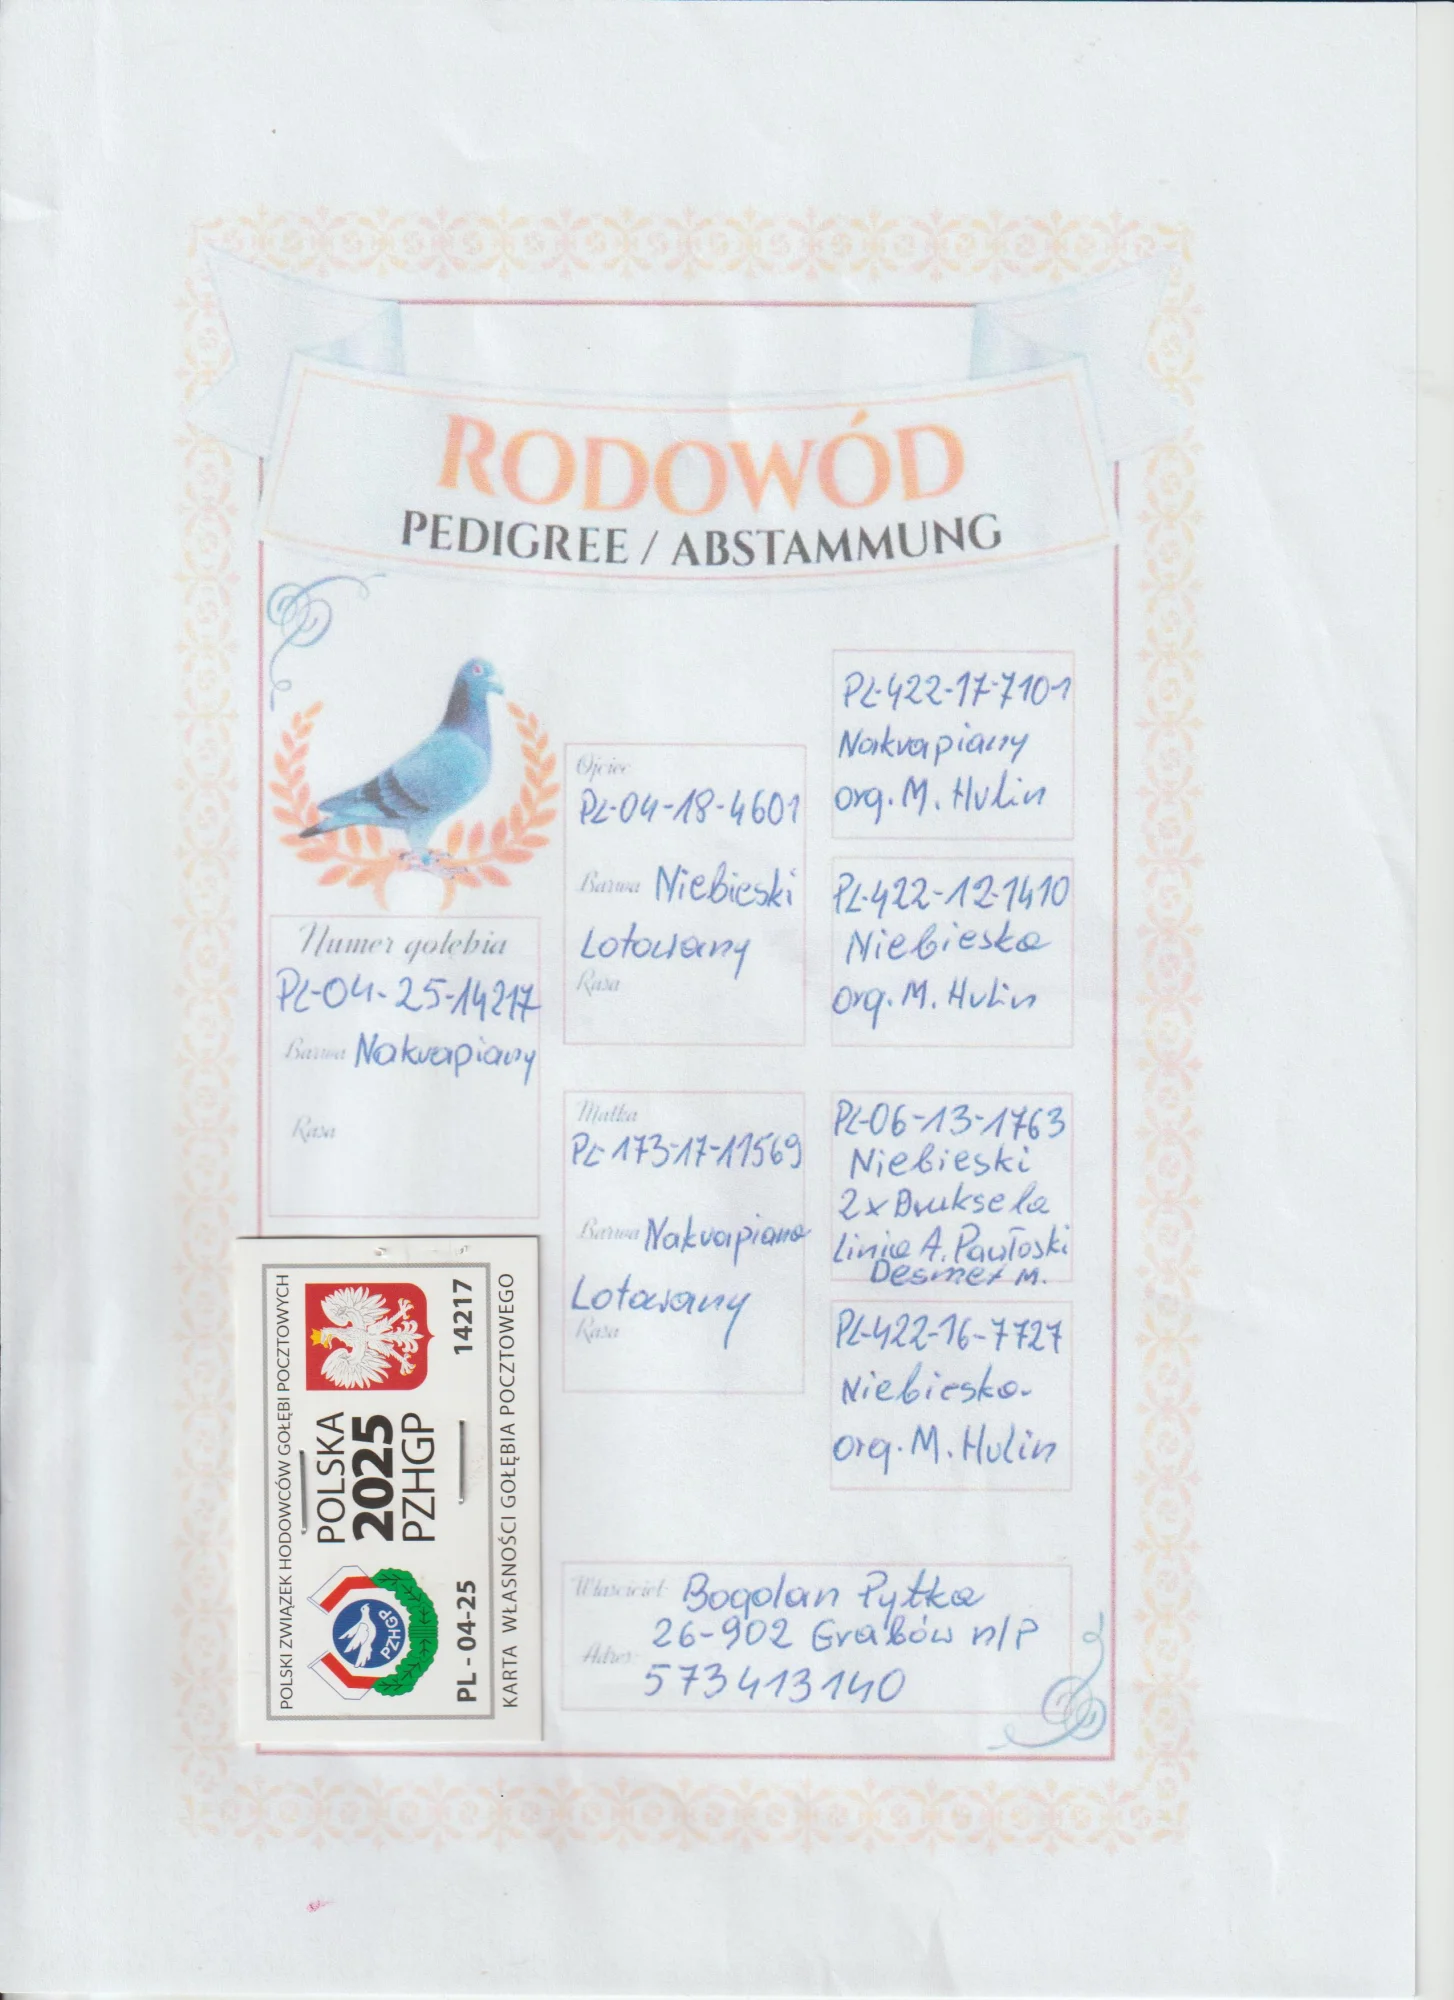 RODOWÓD
PEDIGREE / ABSTAMMUNG
Numer gołębia
PL-04-25-14217
Barwa Nakrapiany
Rasa
Ojciec
PL-04-18-4601
Barwa Niebieski
Lotowany
Rasa
Matka
PL-173-17-11569
Barwa Nakrapiana
Lotowany
Rasa
PL-422-17-7101
Nakrapiany
org. M. Hulin
PL-422-12-1410
Niebieska
org. M. Hulin
PL-06-13-1763
Niebieski
2x Bruksela
Linia A. Pawłoski
Desmet M.
PL-422-16-7727
Niebieska
org. M. Hulin
POLSKI ZWIĄZEK HODOWCÓW GOŁĘBI POCZTOWYCH
POLSKA
2025
PZHGP
PZHGP
PL - 04-25 14217
KARTA WŁASNOŚCI GOŁĘBIA POCZTOWEGO
Właściciel Bogdan Pytka
26-902 Grabów n/P
Adres
573413140